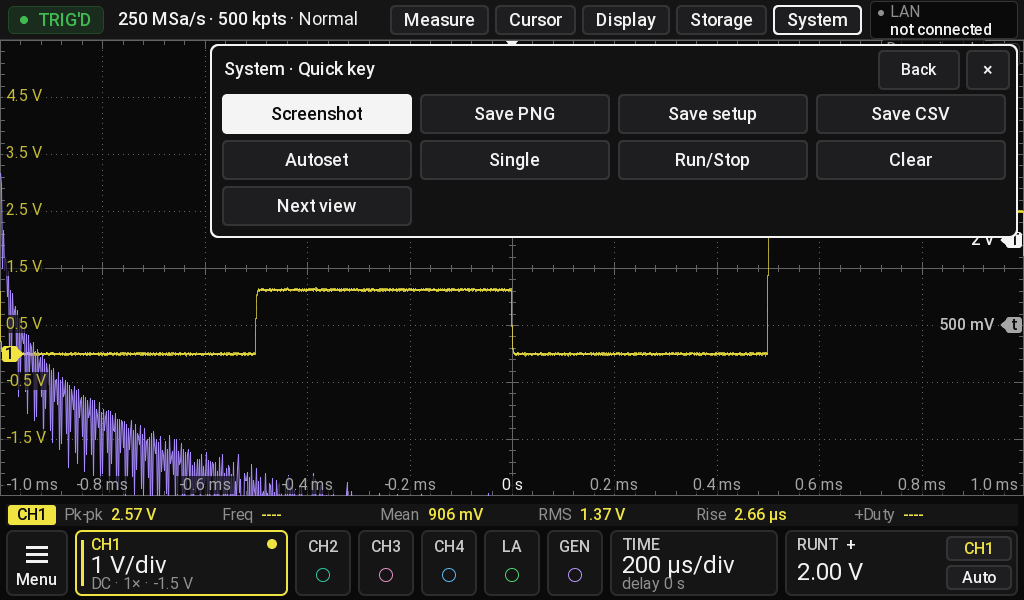 TRIG'D 250 MSa/s · 500 kpts · Normal Measure Cursor Display Storage System LAN
not connected
System · Quick key Back ×
Screenshot Save PNG Save setup Save CSV
Autoset Single Run/Stop Clear
Next view
4.5 V
3.5 V
2.5 V
2 V T
1.5 V
0.5 V 500 mV t
1
-0.5 V
-1.5 V
-1.0 ms -0.8 ms -0.6 ms -0.4 ms -0.2 ms 0 s 0.2 ms 0.4 ms 0.6 ms 0.8 ms 1.0 ms
CH1 Pk-pk 2.57 V Freq ---- Mean 906 mV RMS 1.37 V Rise 2.66 µs +Duty ----
Menu
CH1
1 V/div
DC · 1× · -1.5 V
CH2 CH3 CH4 LA GEN
TIME
200 µs/div
delay 0 s
RUNT +
2.00 V
CH1
Auto